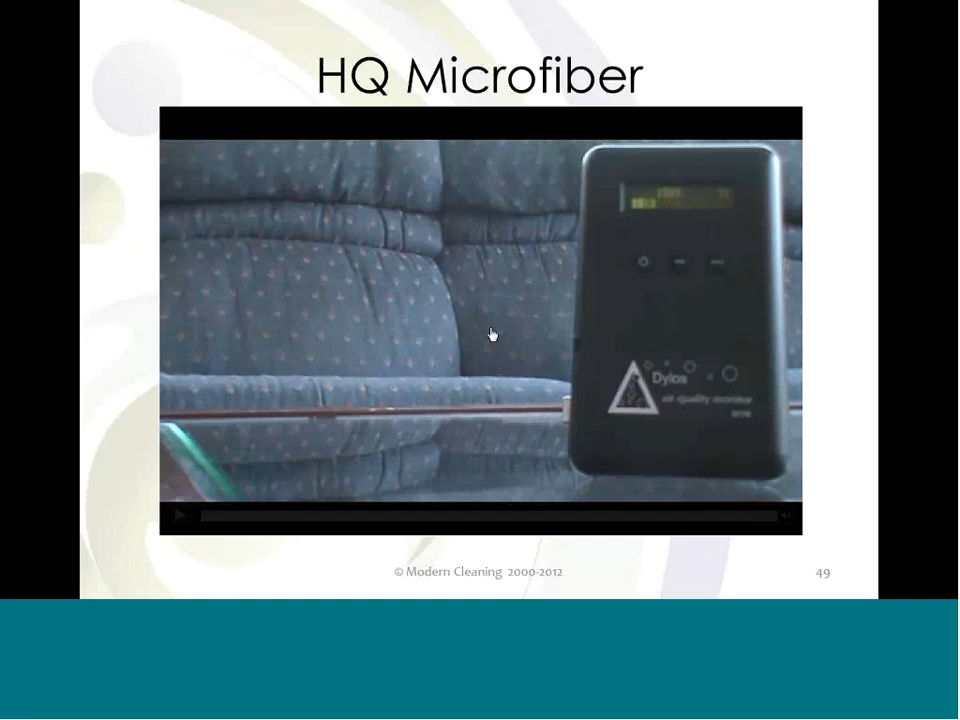 HQ Microfiber
Dylos
air quality monitor
© Modern Cleaning 2000-2012
49